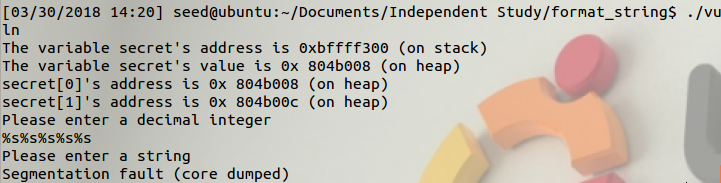 [03/30/2018 14:20] seed@ubuntu:~/Documents/Independent Study/format_string$ ./vu
ln
The variable secret's address is 0xbffff300 (on stack)
The variable secret's value is 0x 804b008 (on heap)
secret[0]'s address is 0x 804b008 (on heap)
secret[1]'s address is 0x 804b00c (on heap)
Please enter a decimal integer
%s%s%s%s%s
Please enter a string
Segmentation fault (core dumped)